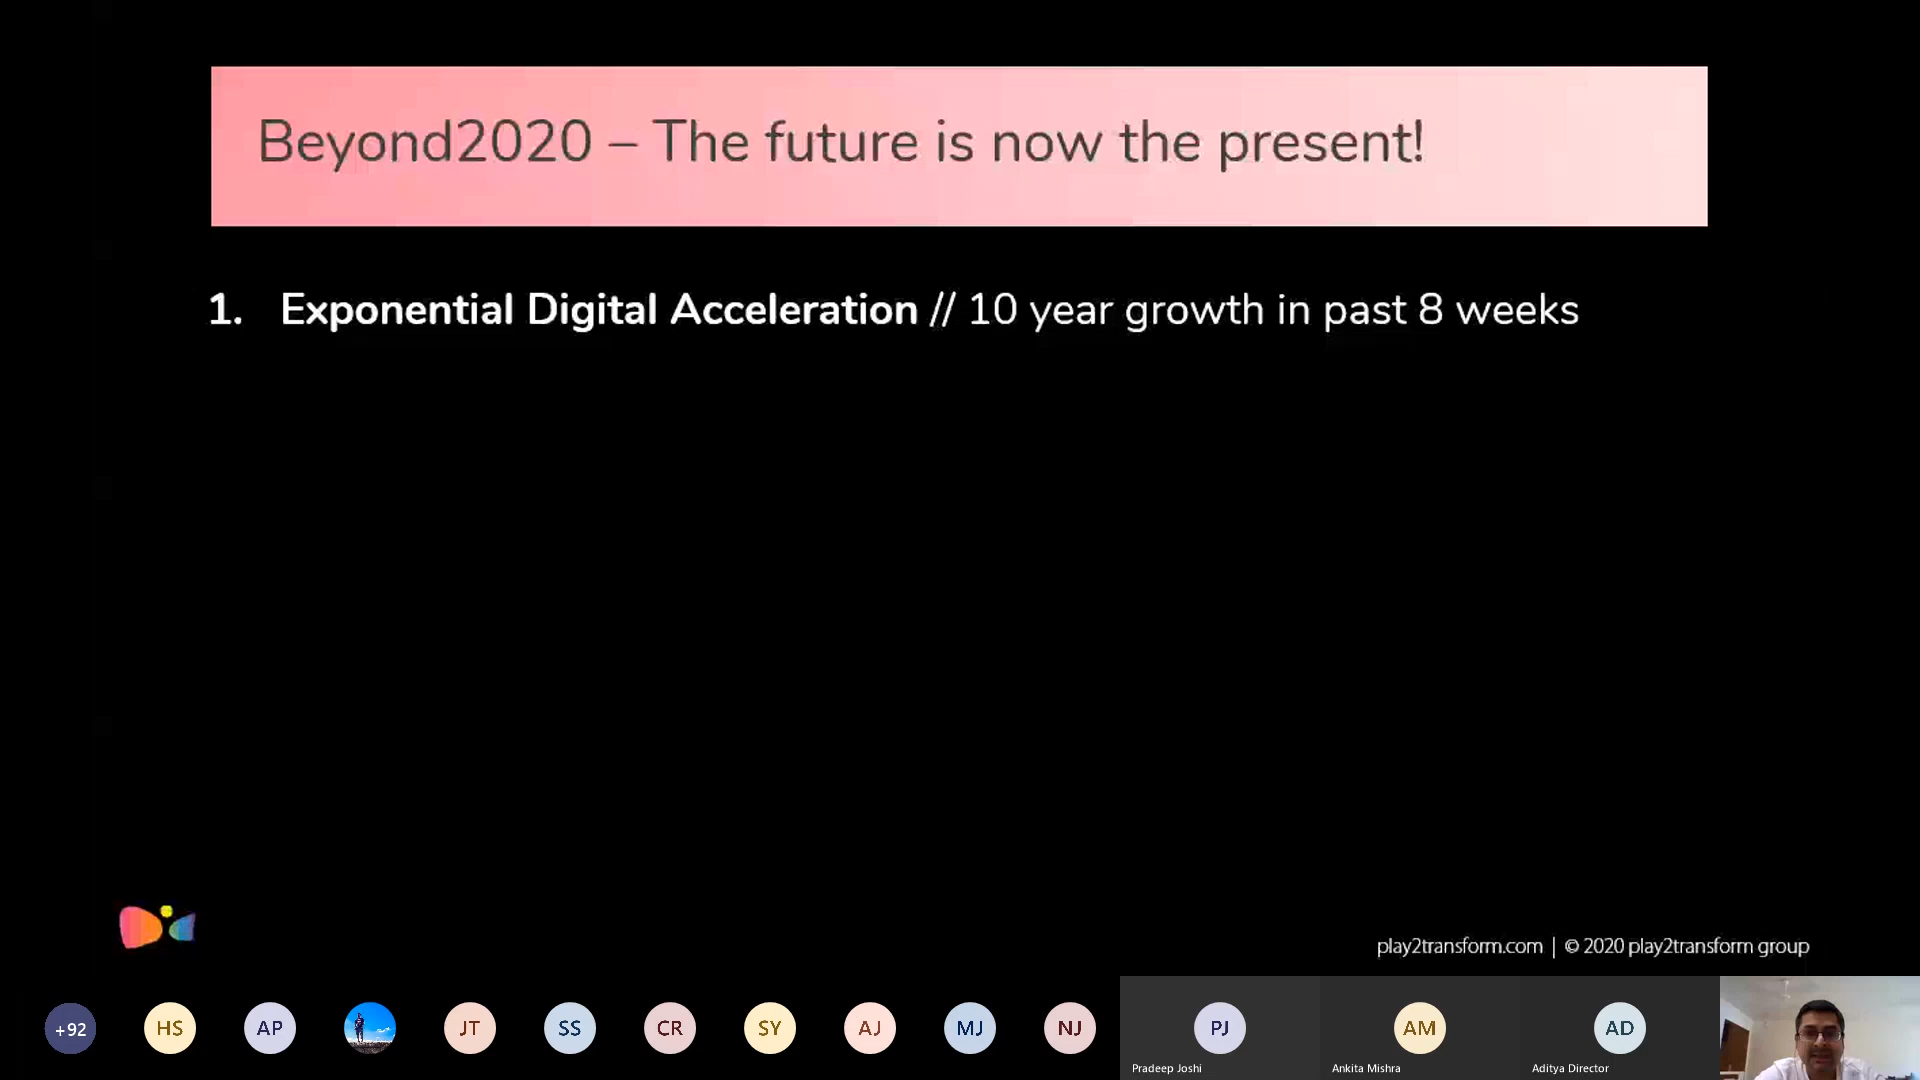 Beyond2020 – The future is now the present!
1. Exponential Digital Acceleration // 10 year growth in past 8 weeks
play2transform.com | © 2020 play2transform group
+92 HS AP JT SS CR SY AJ MJ NJ PJ AM AD
Pradeep Joshi Ankita Mishra Aditya Director